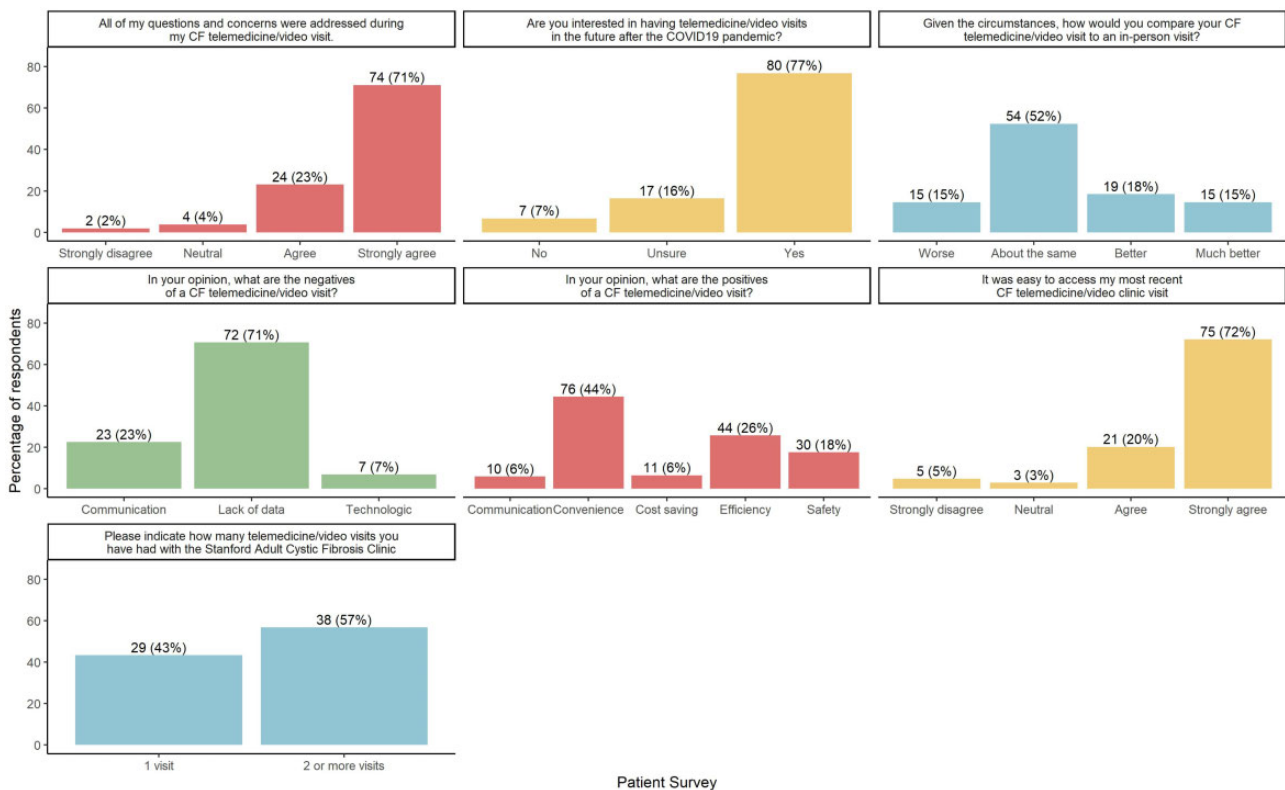 All of my questions and concerns were addressed during
my CF telemedicine/video visit.
80
60
40
20
0
2 (2%)
4 (4%)
24 (23%)
74 (71%)
Strongly disagree
Neutral
Agree
Strongly agree
Are you interested in having telemedicine/video visits
in the future after the COVID19 pandemic?
7 (7%)
17 (16%)
80 (77%)
No
Unsure
Yes
Given the circumstances, how would you compare your CF
telemedicine/video visit to an in-person visit?
15 (15%)
54 (52%)
19 (18%)
15 (15%)
Worse
About the same
Better
Much better
Percentage of respondents
In your opinion, what are the negatives
of a CF telemedicine/video visit?
80
60
40
20
0
23 (23%)
72 (71%)
7 (7%)
Communication
Lack of data
Technologic
In your opinion, what are the positives
of a CF telemedicine/video visit?
10 (6%)
76 (44%)
11 (6%)
44 (26%)
30 (18%)
Communication
Convenience
Cost saving
Efficiency
Safety
It was easy to access my most recent
CF telemedicine/video clinic visit
5 (5%)
3 (3%)
21 (20%)
75 (72%)
Strongly disagree
Neutral
Agree
Strongly agree
Please indicate how many telemedicine/video visits you
have had with the Stanford Adult Cystic Fibrosis Clinic
80
60
40
20
0
29 (43%)
38 (57%)
1 visit
2 or more visits
Patient Survey